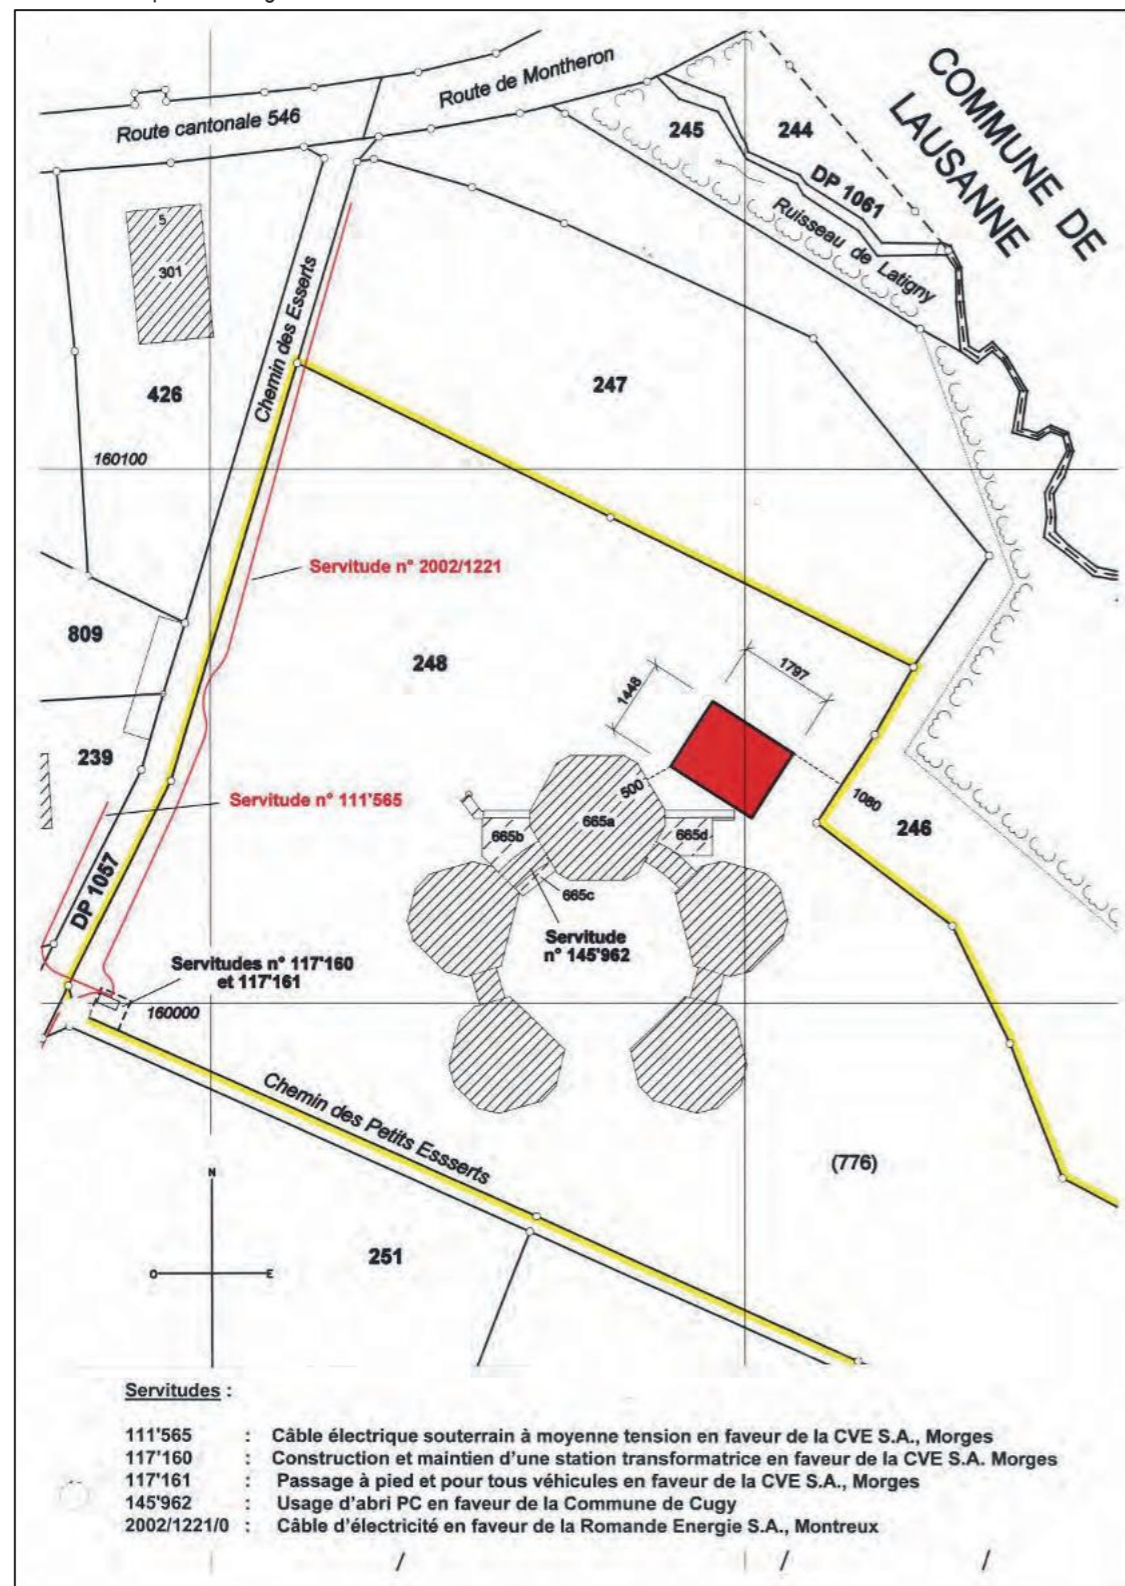 Route cantonale 546
Route de Montheron
COMMUNE DE
LAUSANNE
245
244
DP 1061
Ruisseau de Latigny
5
301
Chemin des Esserts
426
247
160100
Servitude n° 2002/1221
809
248
1797
1448
239
Servitude n° 111'565
500
1080
665b
665a
665d
246
DP 1057
665c
Servitude
n° 145'962
Servitudes n° 117'160
et 117'161
160000
Chemin des Petits Essserts
(776)
N
O
E
251
Servitudes :
111'565 : Câble électrique souterrain à moyenne tension en faveur de la CVE S.A., Morges
117'160 : Construction et maintien d'une station transformatrice en faveur de la CVE S.A. Morges
117'161 : Passage à pied et pour tous véhicules en faveur de la CVE S.A., Morges
145'962 : Usage d'abri PC en faveur de la Commune de Cugy
2002/1221/0 : Câble d'électricité en faveur de la Romande Energie S.A., Montreux
/ / /